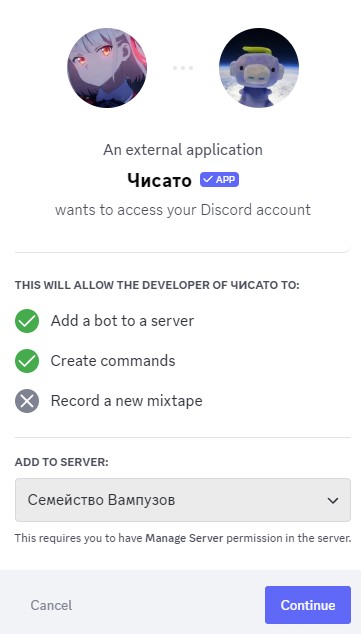 An external application
Чисато APP
wants to access your Discord account
THIS WILL ALLOW THE DEVELOPER OF ЧИСАТО TO:
Add a bot to a server
Create commands
Record a new mixtape
ADD TO SERVER:
Семейство Вампузов
This requires you to have Manage Server permission in the server.
Cancel
Continue